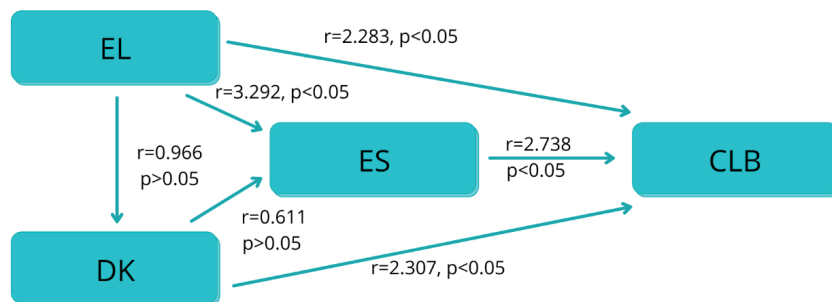 EL
r=2.283, p<0.05
r=3.292, p<0.05
r=0.966
p>0.05
ES
r=2.738
p<0.05
CLB
r=0.611
p>0.05
DK
r=2.307, p<0.05